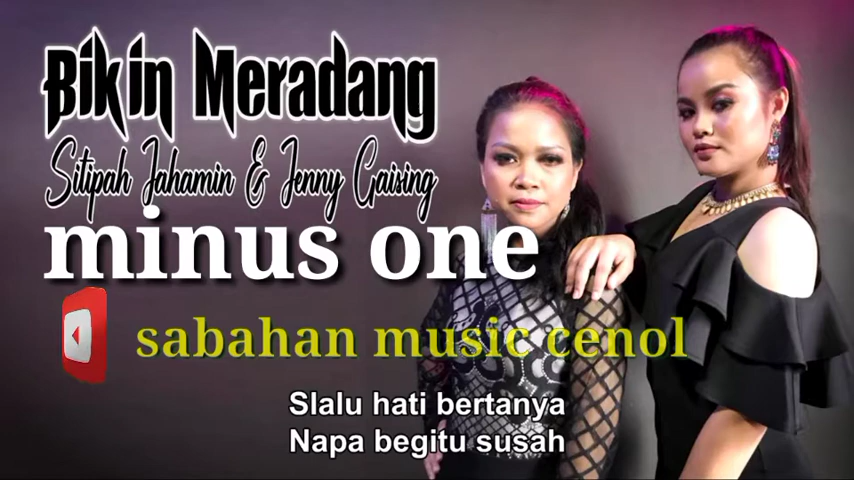 Bikin Meradang
Sitipah Jahamin & Jenny Gaising
minus one
sabahan music cenol
Slalu hati bertanya
Napa begitu susah